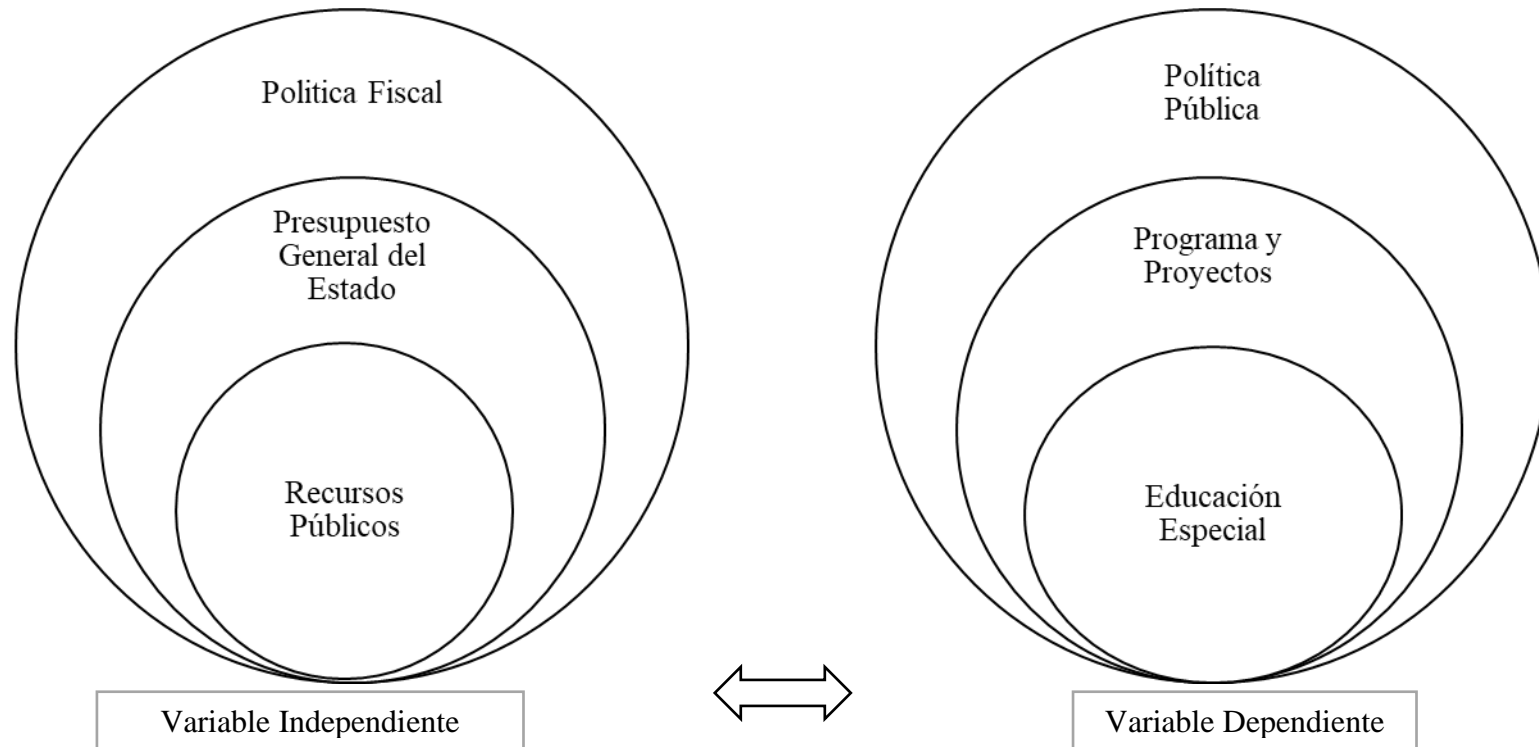 Politica Fiscal
Presupuesto
General del
Estado
Recursos
Públicos
Variable Independiente
Política
Pública
Programa y
Proyectos
Educación
Especial
Variable Dependiente